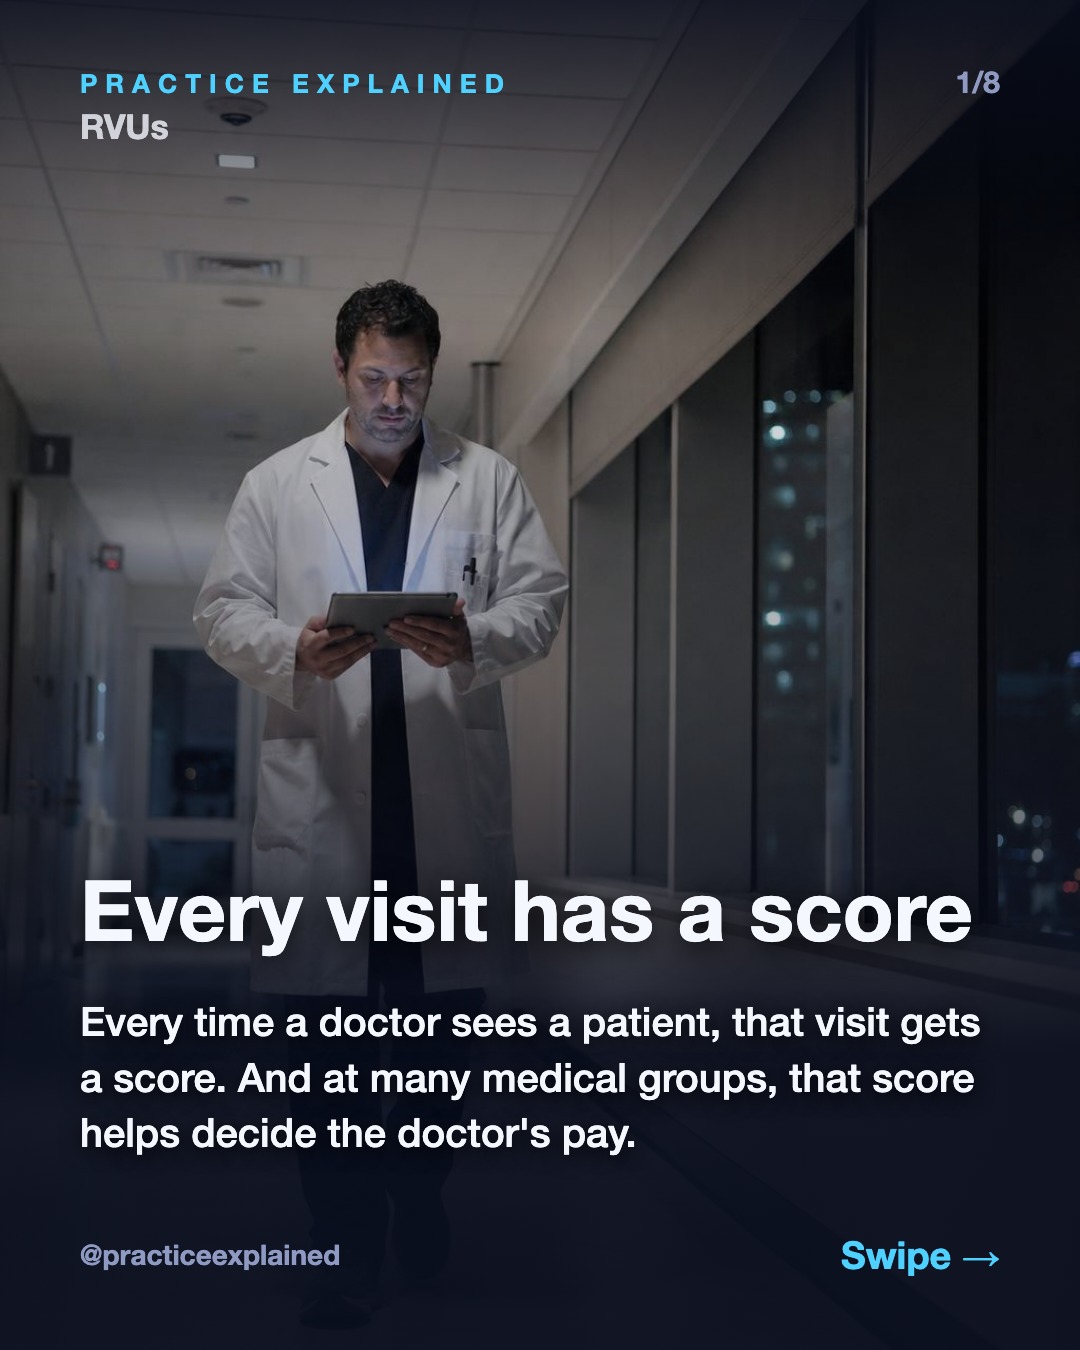 PRACTICE EXPLAINED
1/8
RVUs
Every visit has a score
Every time a doctor sees a patient, that visit gets
a score. And at many medical groups, that score
helps decide the doctor's pay.
@practiceexplained
Swipe →